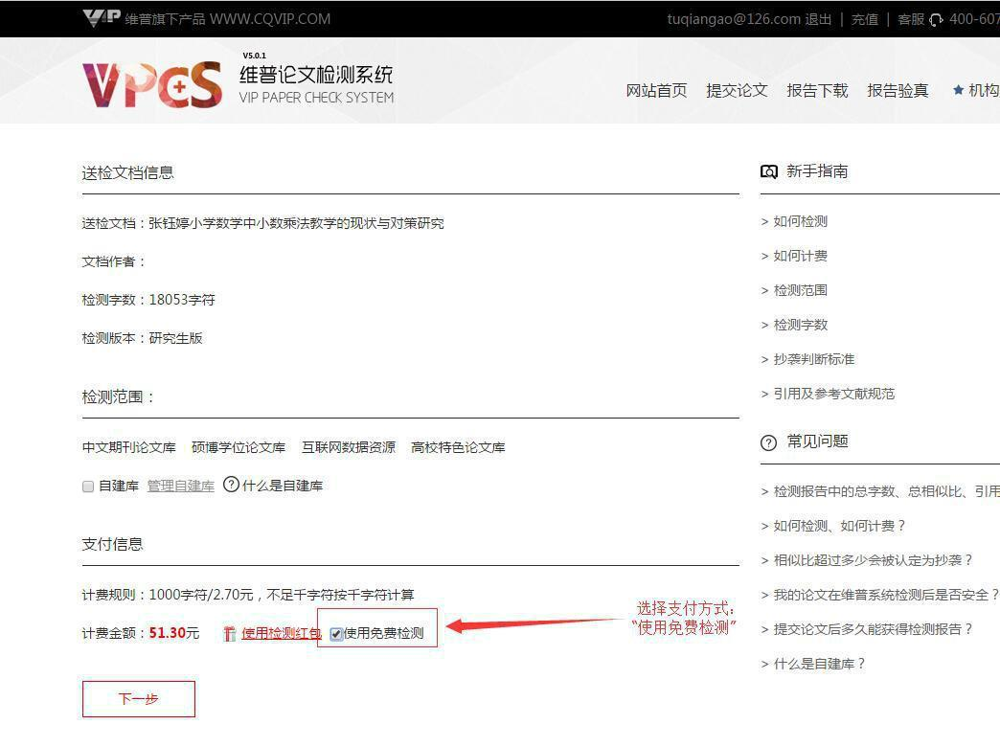 VIP 维普旗下产品 WWW.CQVIP.COM
tuqiangao@126.com 退出 | 充值 | 客服 400-607
VPCS
V5.0.1
维普论文检测系统
VIP PAPER CHECK SYSTEM
网站首页 提交论文 报告下载 报告验真 ★ 机构
送检文档信息
送检文档：张钰婷小学数学中小数乘法教学的现状与对策研究
文档作者：
检测字数：18053字符
检测版本：研究生版
检测范围：
中文期刊论文库 硕博学位论文库 互联网数据资源 高校特色论文库
自建库 管理自建库 ? 什么是自建库
支付信息
计费规则：1000字符/2.70元，不足千字符按千字符计算
计费金额：51.30元 使用检测红包 使用免费检测
选择支付方式：
“使用免费检测”
下一步
新手指南
> 如何检测
> 如何计费
> 检测范围
> 检测字数
> 抄袭判断标准
> 引用及参考文献规范
? 常见问题
> 检测报告中的总字数、总相似比、引用
> 如何检测、如何计费？
> 相似比超过多少会被认定为抄袭？
> 我的论文在维普系统检测后是否安全？
> 提交论文后多久能获得检测报告？
> 什么是自建库？